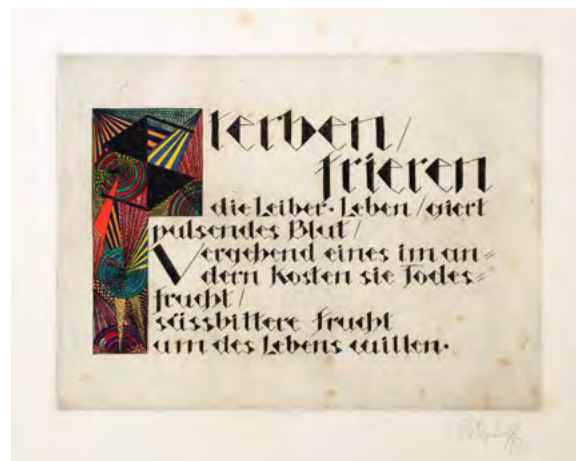 Sterben/
frieren
die Leiber· Leben/giert
pulsendes Blut/
Vergehend eines im an=
dern kosten sie Todes=
frucht/
süssbittere Frucht
um des Lebens willen·